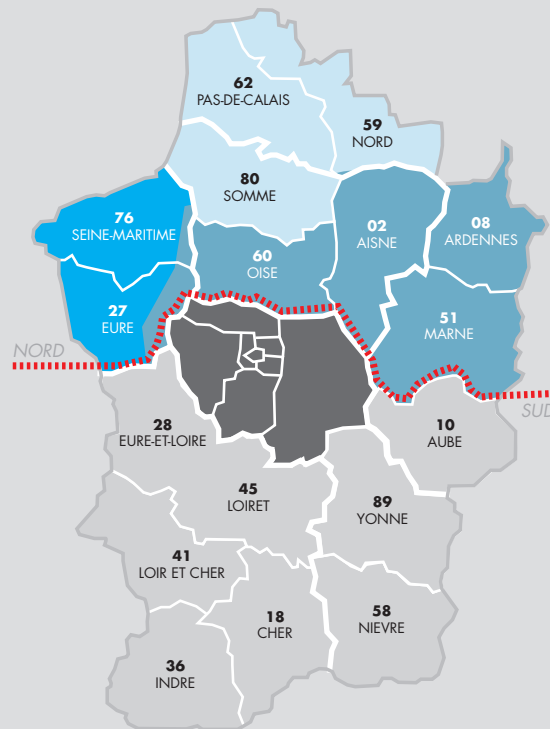 62
PAS-DE-CALAIS
59
NORD
80
SOMME
76
SEINE-MARITIME
02
AISNE
08
ARDENNES
60
OISE
27
EURE
51
MARNE
NORD
SUD
28
EURE-ET-LOIRE
10
AUBE
45
LOIRET
89
YONNE
41
LOIR ET CHER
18
CHER
58
NIEVRE
36
INDRE